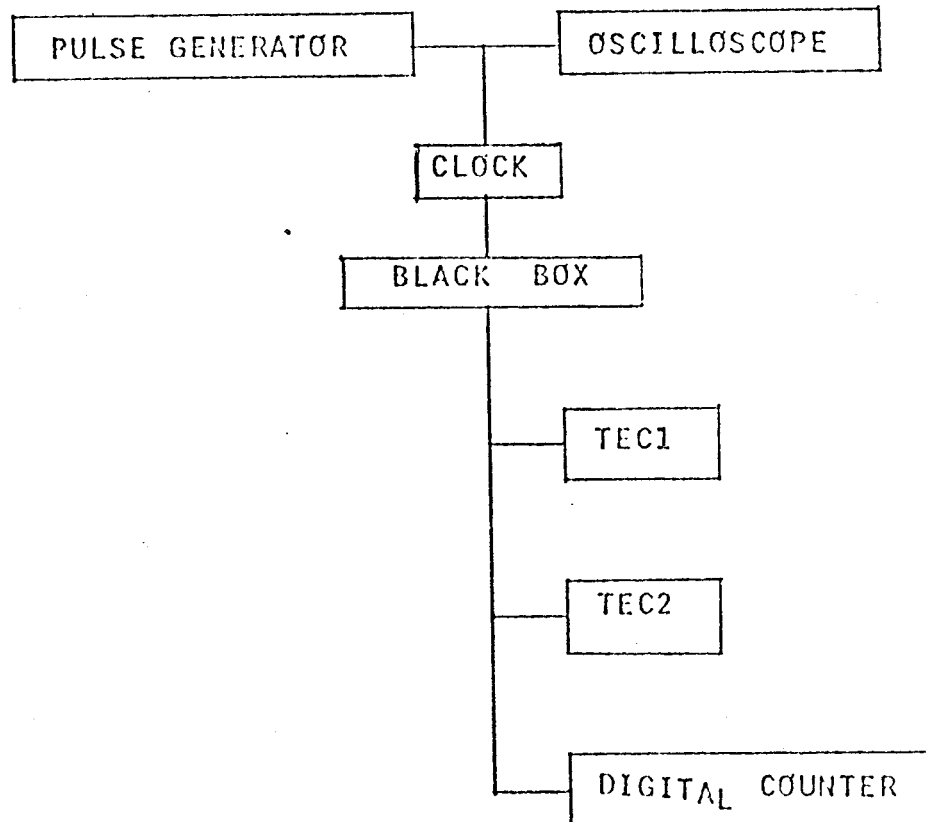 PULSE GENERATOR
OSCILLOSCOPE
CLOCK
BLACK BOX
TEC1
TEC2
DIGITAL COUNTER